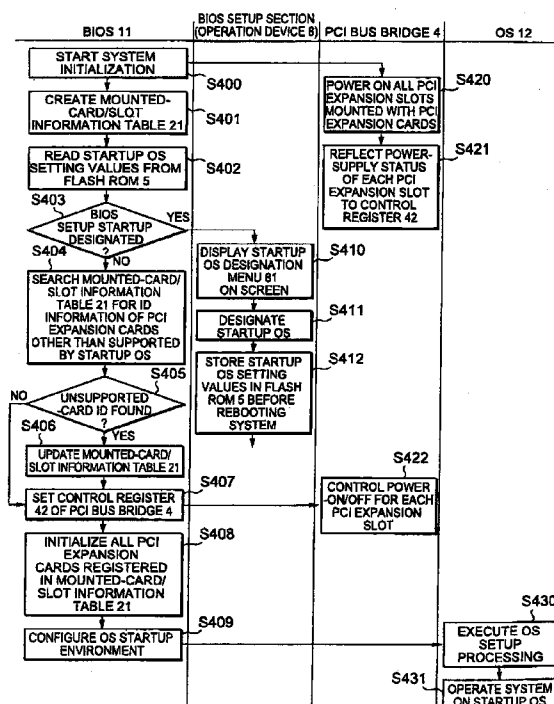 BIOS 11
BIOS SETUP SECTION
(OPERATION DEVICE 8)
PCI BUS BRIDGE 4
OS 12
START SYSTEM
INITIALIZATION
S400
CREATE MOUNTED-
CARD/SLOT
INFORMATION TABLE 21
S401
READ STARTUP OS
SETTING VALUES FROM
FLASH ROM 5
S402
S403
BIOS
SETUP STARTUP
DESIGNATED
?
YES
NO
S404
SEARCH MOUNTED-CARD/
SLOT INFORMATION
TABLE 21 FOR ID
INFORMATION OF PCI
EXPANSION CARDS
OTHER THAN SUPPORTED
BY STARTUP OS
S405
NO
UNSUPPORTED
-CARD ID FOUND
?
YES
S406
UPDATE MOUNTED-CARD/
SLOT INFORMATION TABLE 21
S407
SET CONTROL REGISTER
42 OF PCI BUS BRIDGE 4
S408
INITIALIZE ALL PCI
EXPANSION
CARDS REGISTERED
IN MOUNTED-CARD/
SLOT INFORMATION
TABLE 21
S409
CONFIGURE OS STARTUP
ENVIRONMENT
S410
DISPLAY STARTUP
OS DESIGNATION
MENU 81
ON SCREEN
S411
DESIGNATE
STARTUP OS
S412
STORE STARTUP
OS SETTING
VALUES IN FLASH
ROM 5 BEFORE
REBOOTING
SYSTEM
S420
POWER ON ALL PCI
EXPANSION SLOTS
MOUNTED WITH PCI
EXPANSION CARDS
S421
REFLECT POWER-
SUPPLY STATUS
OF EACH PCI
EXPANSION SLOT
TO CONTROL
REGISTER 42
S422
CONTROL POWER
-ON/OFF FOR EACH
PCI EXPANSION
SLOT
S430
EXECUTE OS
SETUP
PROCESSING
S431
OPERATE SYSTEM
ON STARTUP OS